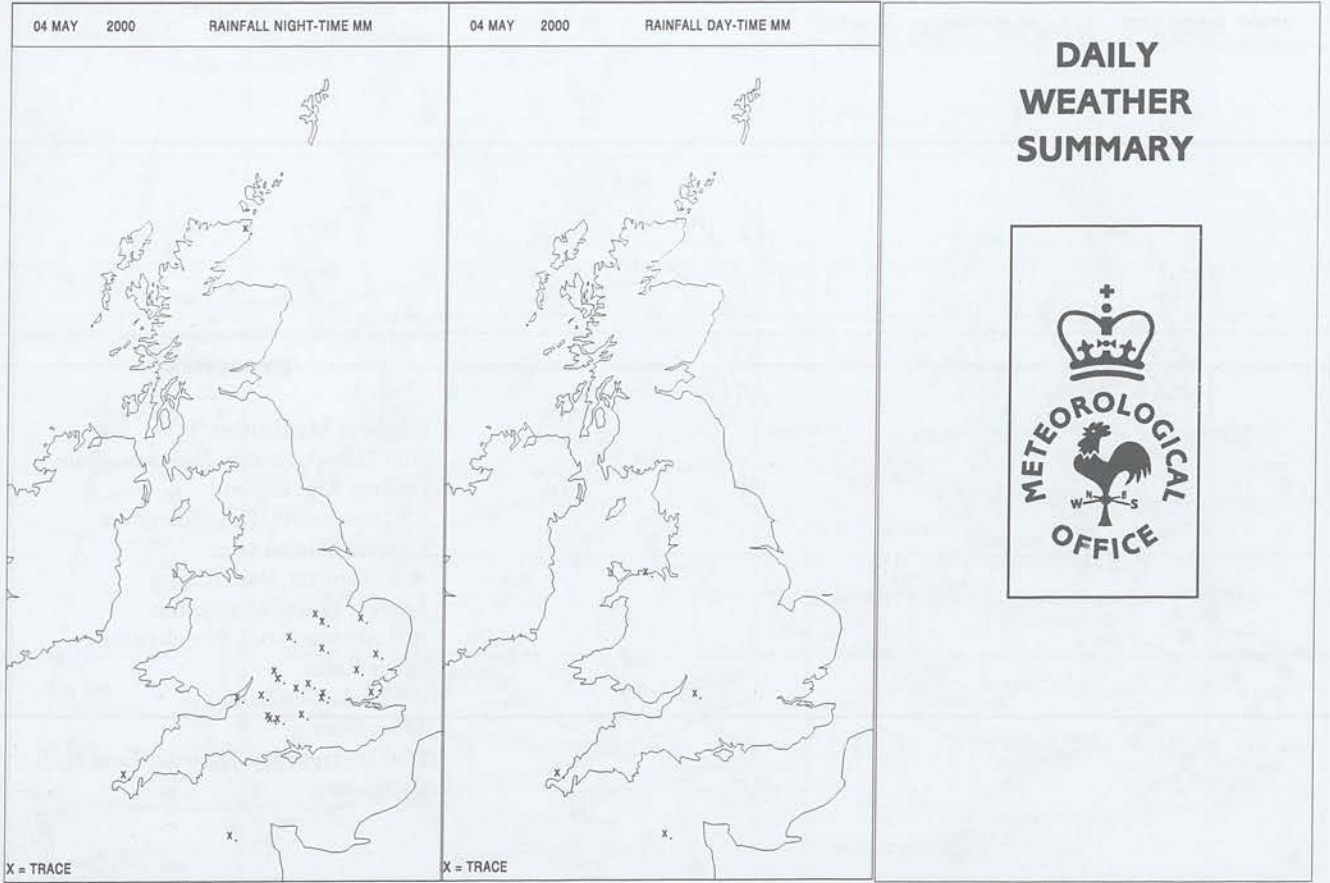 04 MAY 2000 RAINFALL NIGHT-TIME MM
X = TRACE
04 MAY 2000 RAINFALL DAY-TIME MM
X = TRACE
DAILY
WEATHER
SUMMARY
METEOROLOGICAL
N E
W S
OFFICE